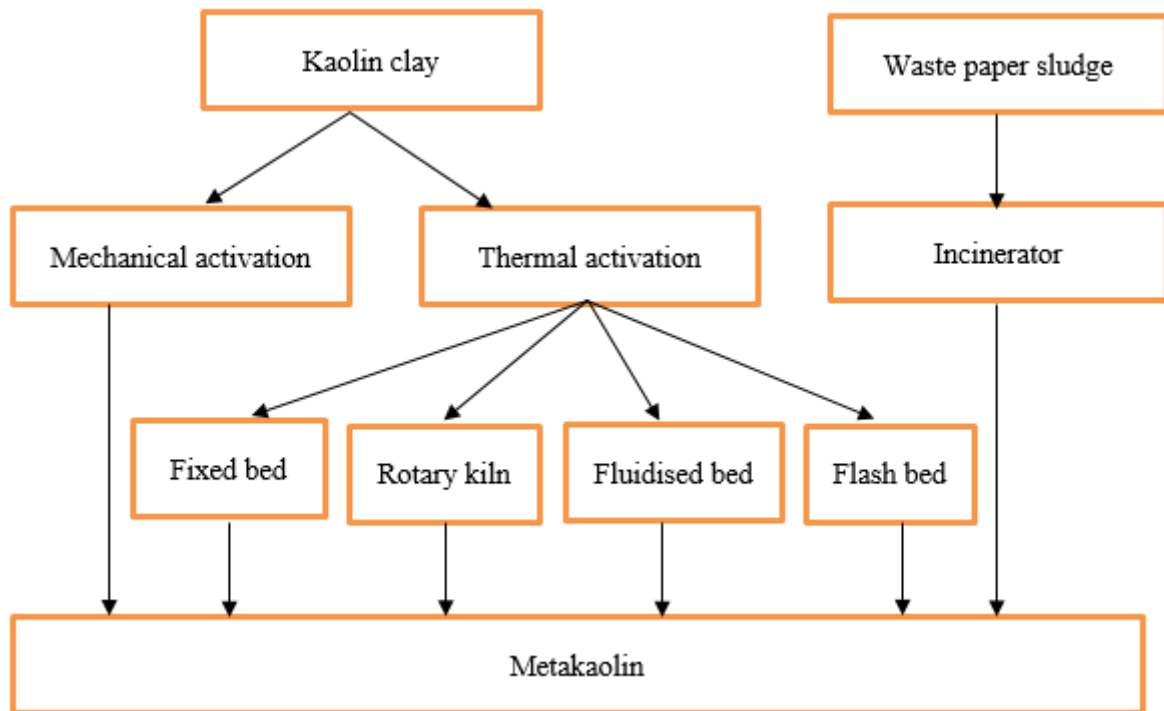 Kaolin clay
Waste paper sludge
Mechanical activation
Thermal activation
Incinerator
Fixed bed
Rotary kiln
Fluidised bed
Flash bed
Metakaolin